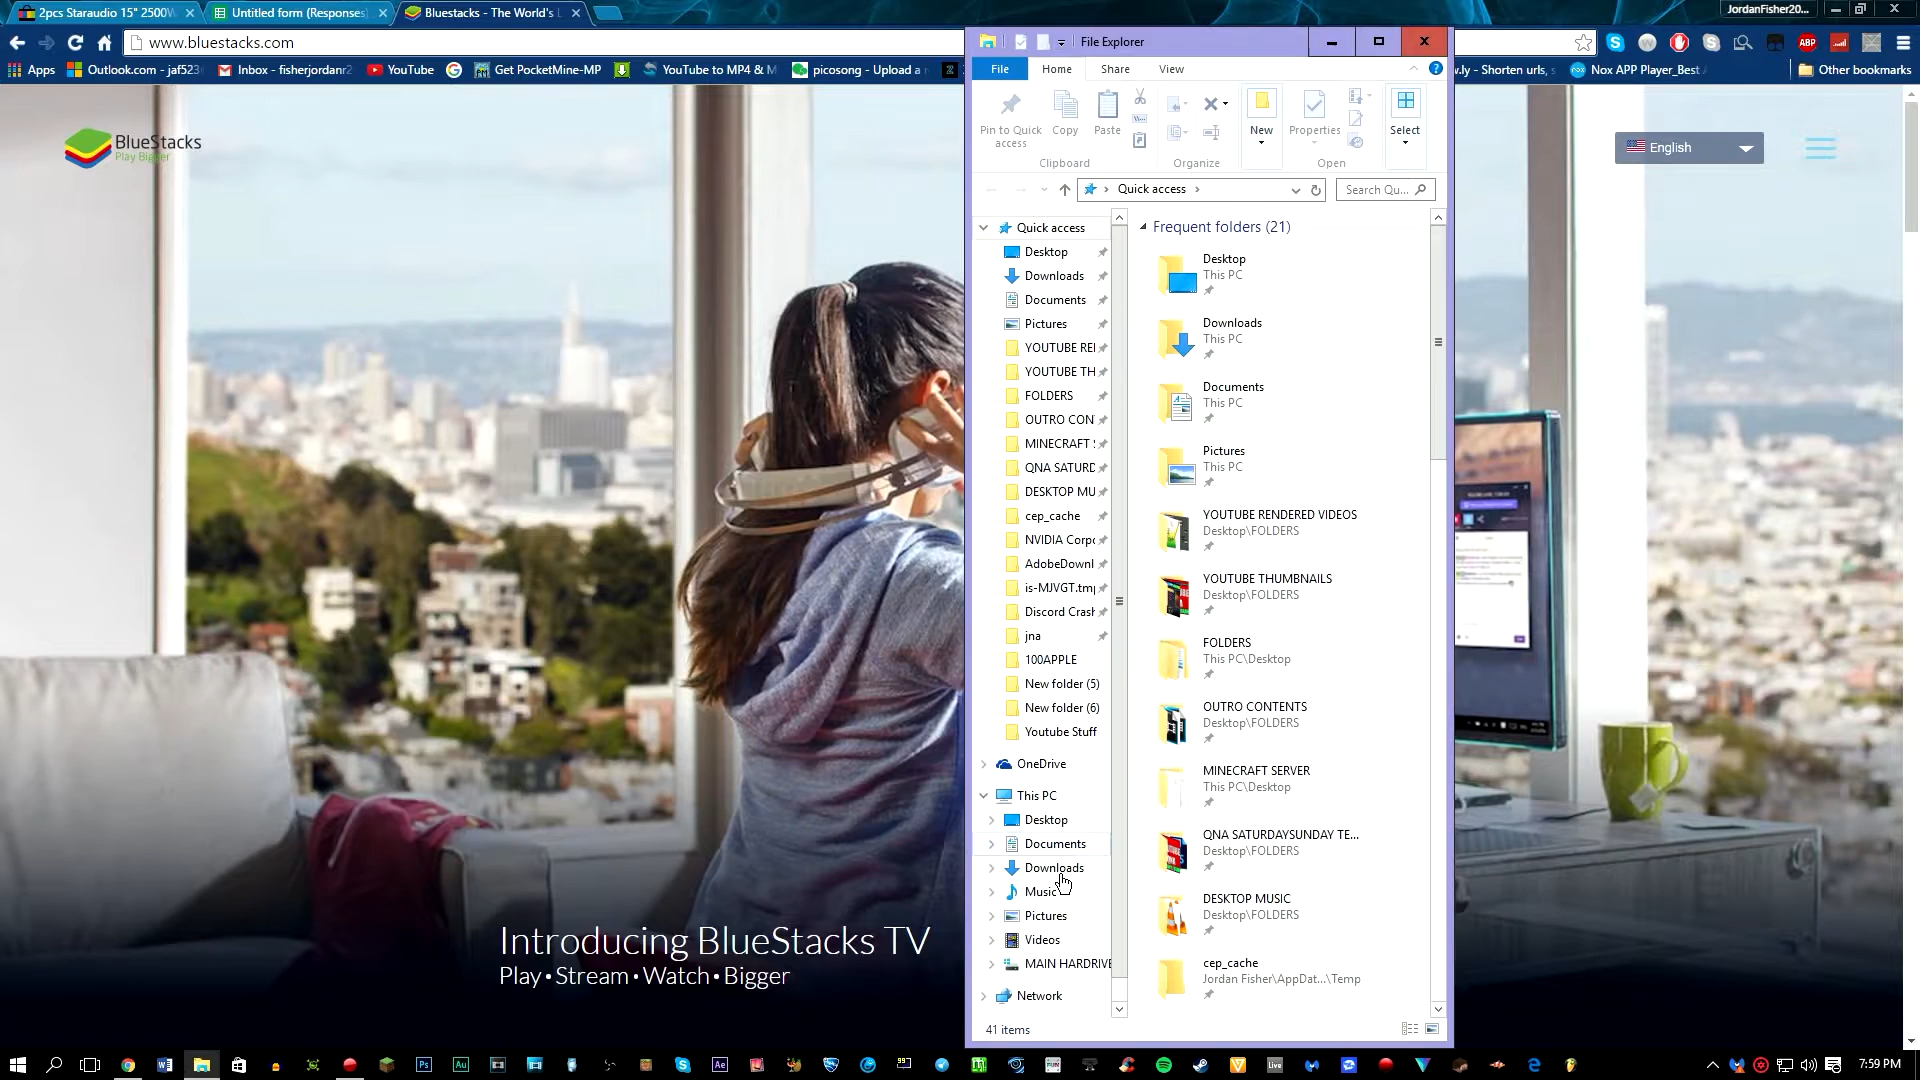 2pcs Staraudio 15" 2500W
Untitled form (Responses)
Bluestacks - The World's L
JordanFisher20...
www.bluestacks.com
Apps
Outlook.com - jaf523
Inbox - fisherjordanr2
YouTube
Get PocketMine-MP
YouTube to MP4 & M
picosong - Upload a
w.ly - Shorten urls, s
Nox APP Player_Best
Other bookmarks
ABP
BlueStacks
Play Bigger
English
Introducing BlueStacks TV
Play • Stream • Watch • Bigger
File Explorer
File
Home
Share
View
Pin to Quick access
Copy
Paste
New
Properties
Select
Clipboard
Organize
Open
Quick access
Search Qu...
Quick access
Desktop
Downloads
Documents
Pictures
YOUTUBE REI
YOUTUBE TH
FOLDERS
OUTRO CON
MINECRAFT S
QNA SATURD
DESKTOP MU
cep_cache
NVIDIA Corpo
AdobeDownl
is-MJVGT.tmp
Discord Crash
jna
100APPLE
New folder (5)
New folder (6)
Youtube Stuff
OneDrive
This PC
Desktop
Documents
Downloads
Music
Pictures
Videos
MAIN HARDRIVE
Network
Frequent folders (21)
Desktop
This PC
Downloads
This PC
Documents
This PC
Pictures
This PC
YOUTUBE RENDERED VIDEOS
Desktop\FOLDERS
YOUTUBE THUMBNAILS
Desktop\FOLDERS
FOLDERS
This PC\Desktop
OUTRO CONTENTS
Desktop\FOLDERS
MINECRAFT SERVER
This PC\Desktop
QNA SATURDAYSUNDAY TE...
Desktop\FOLDERS
DESKTOP MUSIC
Desktop\FOLDERS
cep_cache
Jordan Fisher\AppDat...\Temp
41 items
7:59 PM